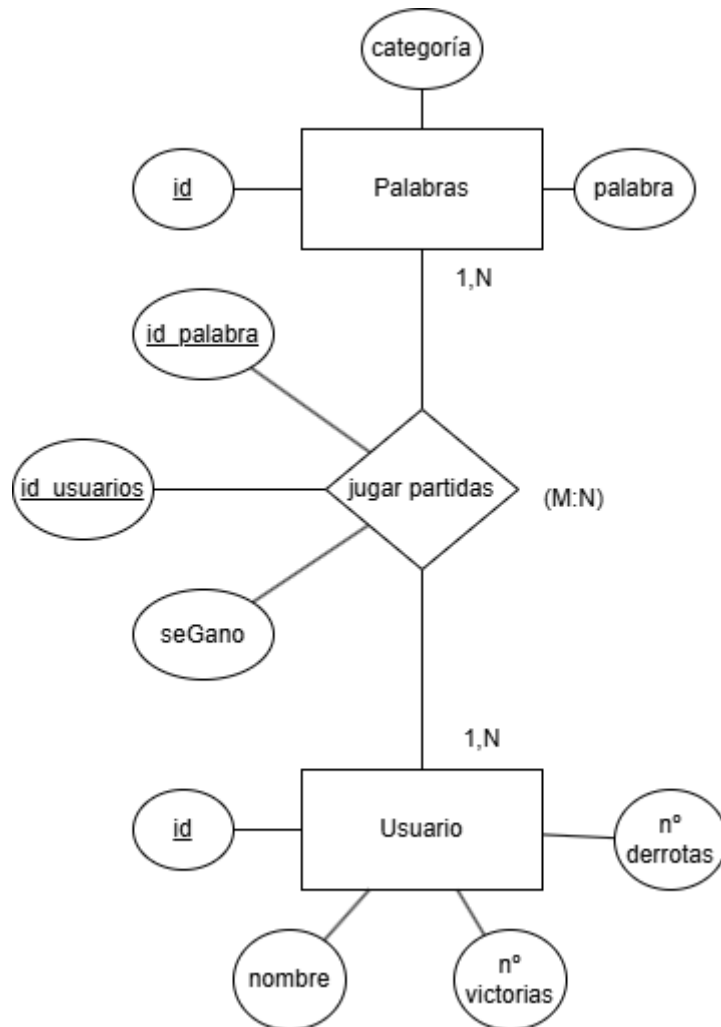 categoría
id
Palabras
palabra
1,N
id_palabra
id_usuarios
jugar partidas
(M:N)
seGano
1,N
id
Usuario
nº
derrotas
nombre
nº
victorias